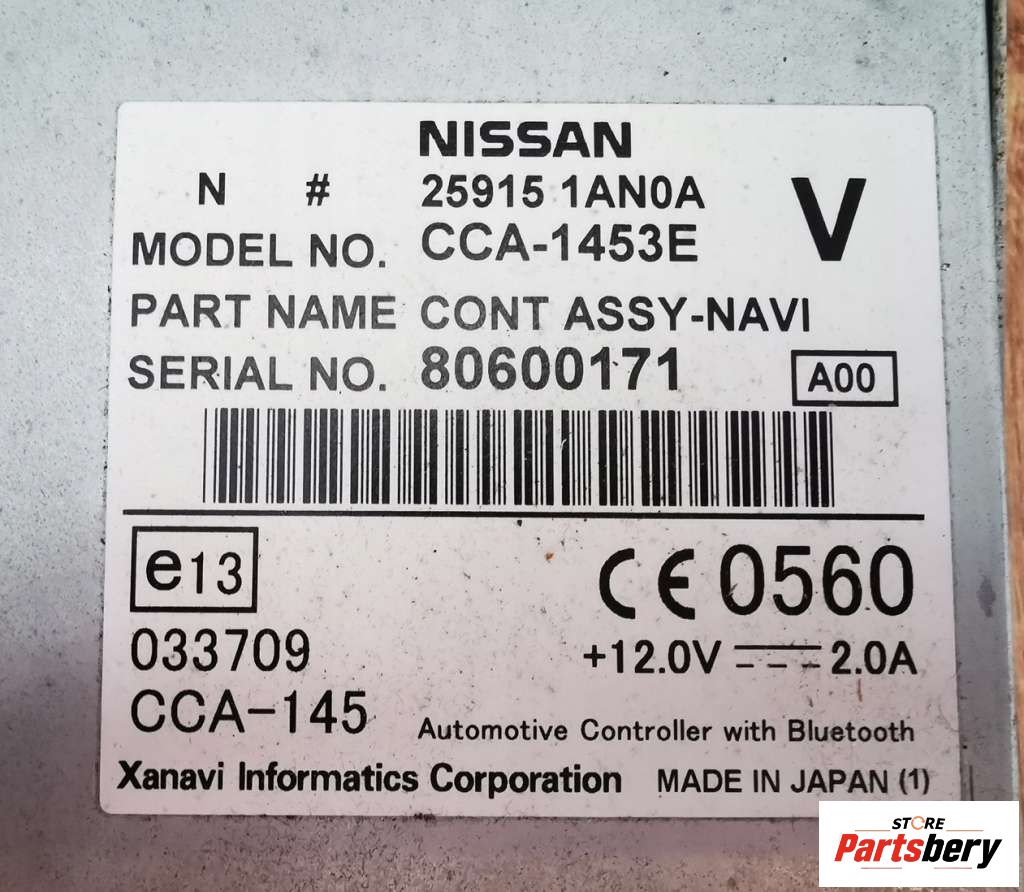 NISSAN
N # 25915 1AN0A V
MODEL NO. CCA-1453E
PART NAME CONT ASSY-NAVI
SERIAL NO. 80600171 A00
e13 CE 0560
033709 +12.0V 2.0A
CCA-145 Automotive Controller with Bluetooth
Xanavi Informatics Corporation MADE IN JAPAN (1)
STORE
Partsbery